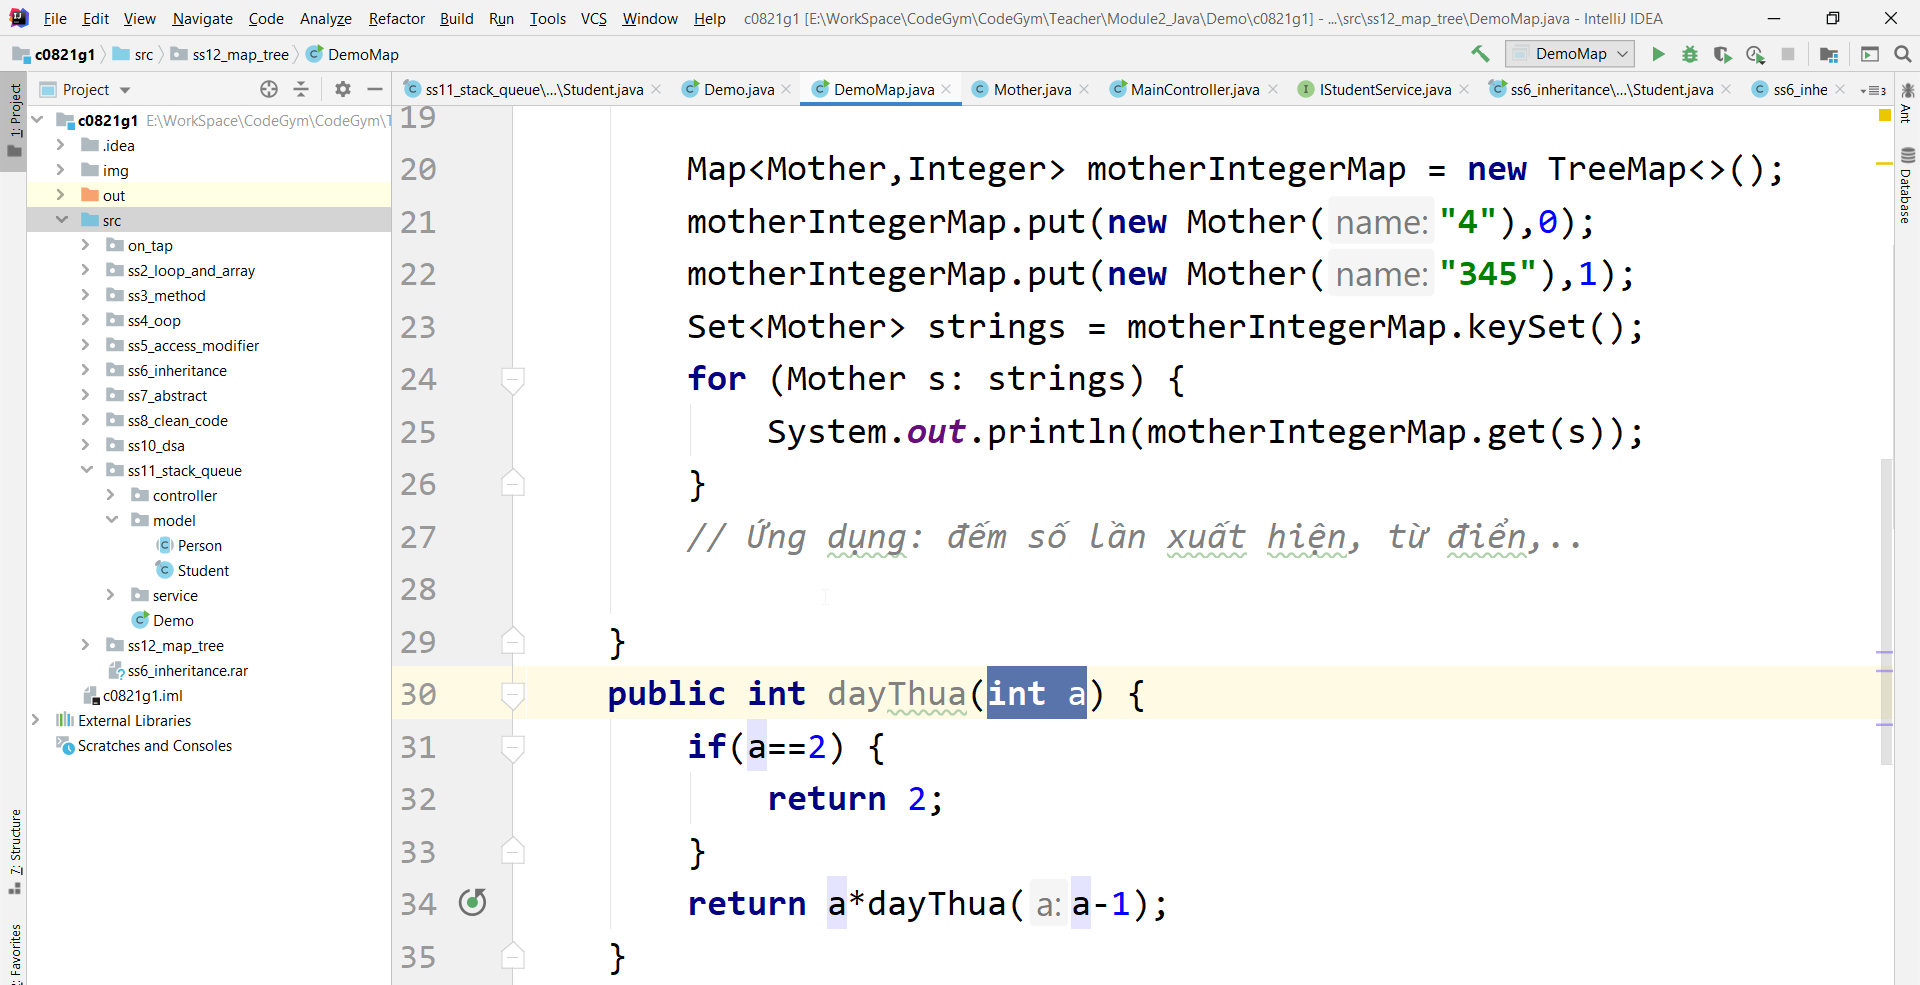 File Edit View Navigate Code Analyze Refactor Build Run Tools VCS Window Help c0821g1 [E:\WorkSpace\CodeGym\CodeGym\Teacher\Module2_Java\Demo\c0821g1] - ...\src\ss12_map_tree\DemoMap.java - IntelliJ IDEA
c0821g1 src ss12_map_tree DemoMap DemoMap
Project ss11_stack_queue\...\Student.java Demo.java DemoMap.java Mother.java MainController.java IStudentService.java ss6_inheritance\...\Student.java ss6_inhe
1: Project
7: Structure
Favorites
c0821g1 E:\WorkSpace\CodeGym\CodeGym\T
.idea
img
out
src
on_tap
ss2_loop_and_array
ss3_method
ss4_oop
ss5_access_modifier
ss6_inheritance
ss7_abstract
ss8_clean_code
ss10_dsa
ss11_stack_queue
controller
model
Person
Student
service
Demo
ss12_map_tree
ss6_inheritance.rar
c0821g1.iml
External Libraries
Scratches and Consoles
19
20 Map<Mother,Integer> motherIntegerMap = new TreeMap<>();
21 motherIntegerMap.put(new Mother( name: "4"),0);
22 motherIntegerMap.put(new Mother( name: "345"),1);
23 Set<Mother> strings = motherIntegerMap.keySet();
24 for (Mother s: strings) {
25 System.out.println(motherIntegerMap.get(s));
26 }
27 // Ứng dụng: đếm số lần xuất hiện, từ điển,..
28
29 }
30 public int dayThua(int a) {
31 if(a==2) {
32 return 2;
33 }
34 return a*dayThua( a: a-1);
35 }
Ant
Database